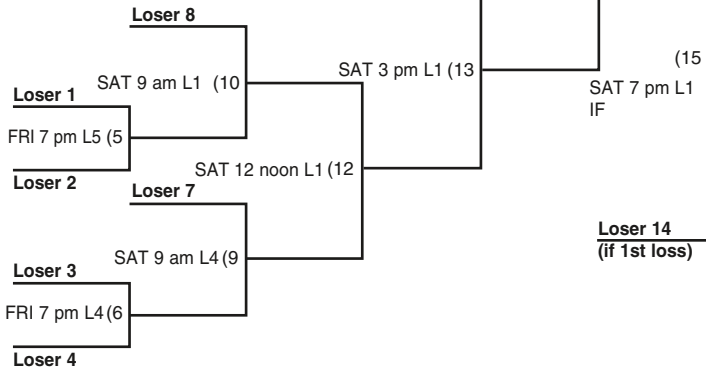 Loser 8
SAT 3 pm L1 (13
(15
SAT 9 am L1 (10
SAT 7 pm L1
IF
Loser 1
FRI 7 pm L5 (5
SAT 12 noon L1 (12
Loser 2
Loser 7
Loser 14
(if 1st loss)
SAT 9 am L4 (9
Loser 3
FRI 7 pm L4 (6
Loser 4